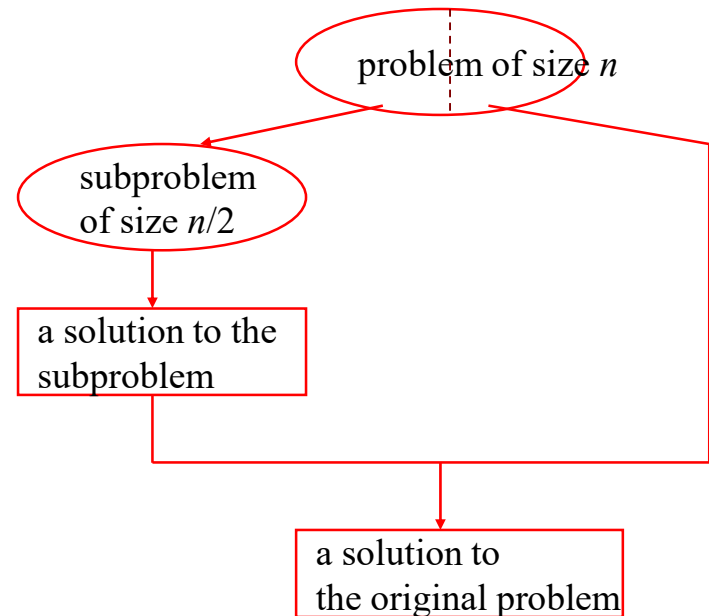 problem of size n
subproblem
of size n/2
a solution to the
subproblem
a solution to
the original problem